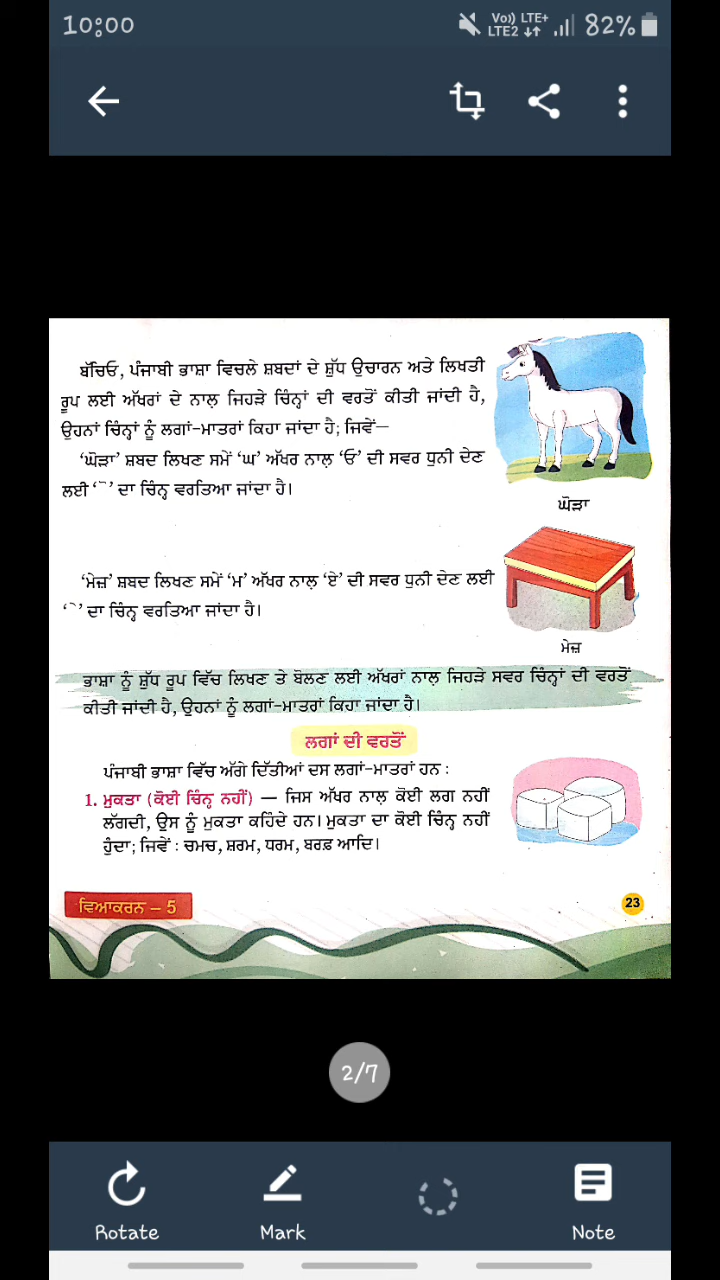 10:00
Vo)) LTE+
LTE2 82%
ਬੱਚਿਓ, ਪੰਜਾਬੀ ਭਾਸ਼ਾ ਵਿਚਲੇ ਸ਼ਬਦਾਂ ਦੇ ਸ਼ੁੱਧ ਉਚਾਰਨ ਅਤੇ ਲਿਖਤੀ
ਰੂਪ ਲਈ ਅੱਖਰਾਂ ਦੇ ਨਾਲ਼ ਜਿਹੜੇ ਚਿੰਨ੍ਹਾਂ ਦੀ ਵਰਤੋਂ ਕੀਤੀ ਜਾਂਦੀ ਹੈ,
ਉਹਨਾਂ ਚਿੰਨ੍ਹਾਂ ਨੂੰ ਲਗਾਂ-ਮਾਤਰਾਂ ਕਿਹਾ ਜਾਂਦਾ ਹੈ; ਜਿਵੇਂ—
‘ਘੋੜਾ’ ਸ਼ਬਦ ਲਿਖਣ ਸਮੇਂ ‘ਘ’ ਅੱਖਰ ਨਾਲ਼ ‘ਓ’ ਦੀ ਸਵਰ ਧੁਨੀ ਦੇਣ
ਲਈ ‘ੋ’ ਦਾ ਚਿੰਨ੍ਹ ਵਰਤਿਆ ਜਾਂਦਾ ਹੈ।
ਘੋੜਾ
‘ਮੇਜ਼’ ਸ਼ਬਦ ਲਿਖਣ ਸਮੇਂ ‘ਮ’ ਅੱਖਰ ਨਾਲ਼ ‘ਏ’ ਦੀ ਸਵਰ ਧੁਨੀ ਦੇਣ ਲਈ
‘ੇ’ ਦਾ ਚਿੰਨ੍ਹ ਵਰਤਿਆ ਜਾਂਦਾ ਹੈ।
ਮੇਜ਼
ਭਾਸ਼ਾ ਨੂੰ ਸ਼ੁੱਧ ਰੂਪ ਵਿੱਚ ਲਿਖਣ ਤੇ ਬੋਲਣ ਲਈ ਅੱਖਰਾਂ ਨਾਲ਼ ਜਿਹੜੇ ਸਵਰ ਚਿੰਨ੍ਹਾਂ ਦੀ ਵਰਤੋਂ
ਕੀਤੀ ਜਾਂਦੀ ਹੈ, ਉਹਨਾਂ ਨੂੰ ਲਗਾਂ-ਮਾਤਰਾਂ ਕਿਹਾ ਜਾਂਦਾ ਹੈ।
ਲਗਾਂ ਦੀ ਵਰਤੋਂ
ਪੰਜਾਬੀ ਭਾਸ਼ਾ ਵਿੱਚ ਅੱਗੇ ਦਿੱਤੀਆਂ ਦਸ ਲਗਾਂ-ਮਾਤਰਾਂ ਹਨ :
1. ਮੁਕਤਾ (ਕੋਈ ਚਿੰਨ੍ਹ ਨਹੀਂ) — ਜਿਸ ਅੱਖਰ ਨਾਲ਼ ਕੋਈ ਲਗ ਨਹੀਂ
ਲੱਗਦੀ, ਉਸ ਨੂੰ ਮੁਕਤਾ ਕਹਿੰਦੇ ਹਨ। ਮੁਕਤਾ ਦਾ ਕੋਈ ਚਿੰਨ੍ਹ ਨਹੀਂ
ਹੁੰਦਾ; ਜਿਵੇਂ : ਚਮਚ, ਸ਼ਰਮ, ਧਰਮ, ਬਰਫ਼ ਆਦਿ।
ਵਿਆਕਰਨ – 5
23
2/7
Rotate
Mark
Note